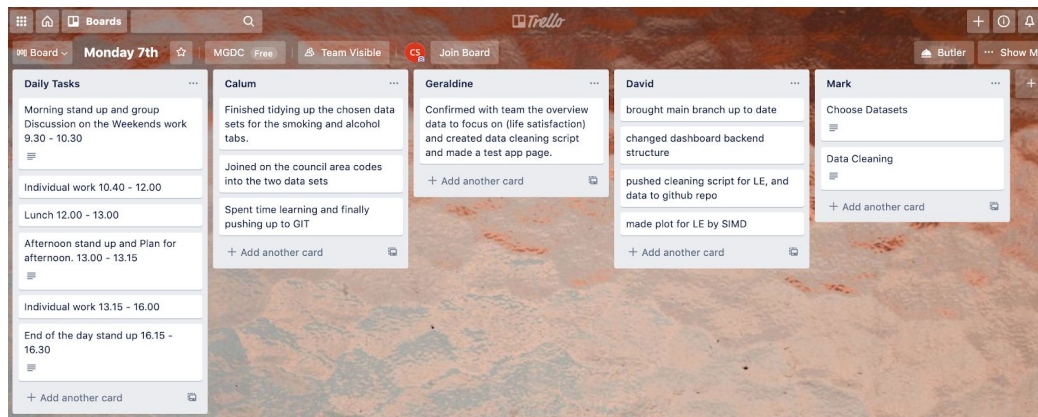 Boards
Trello
Board
Monday 7th
MGDC Free
Team Visible
CS
Join Board
Butler
... Show M
Daily Tasks
Morning stand up and group
Discussion on the Weekends work
9.30 - 10.30
Individual work 10.40 - 12.00
Lunch 12.00 - 13.00
Afternoon stand up and Plan for
afternoon. 13.00 - 13.15
Individual work 13.15 - 16.00
End of the day stand up 16.15 -
16.30
+ Add another card
Calum
Finished tidying up the chosen data
sets for the smoking and alcohol
tabs.
Joined on the council area codes
into the two data sets
Spent time learning and finally
pushing up to GIT
+ Add another card
Geraldine
Confirmed with team the overview
data to focus on (life satisfaction)
and created data cleaning script
and made a test app page.
+ Add another card
David
brought main branch up to date
changed dashboard backend
structure
pushed cleaning script for LE, and
data to github repo
made plot for LE by SIMD
+ Add another card
Mark
Choose Datasets
Data Cleaning
+ Add another card